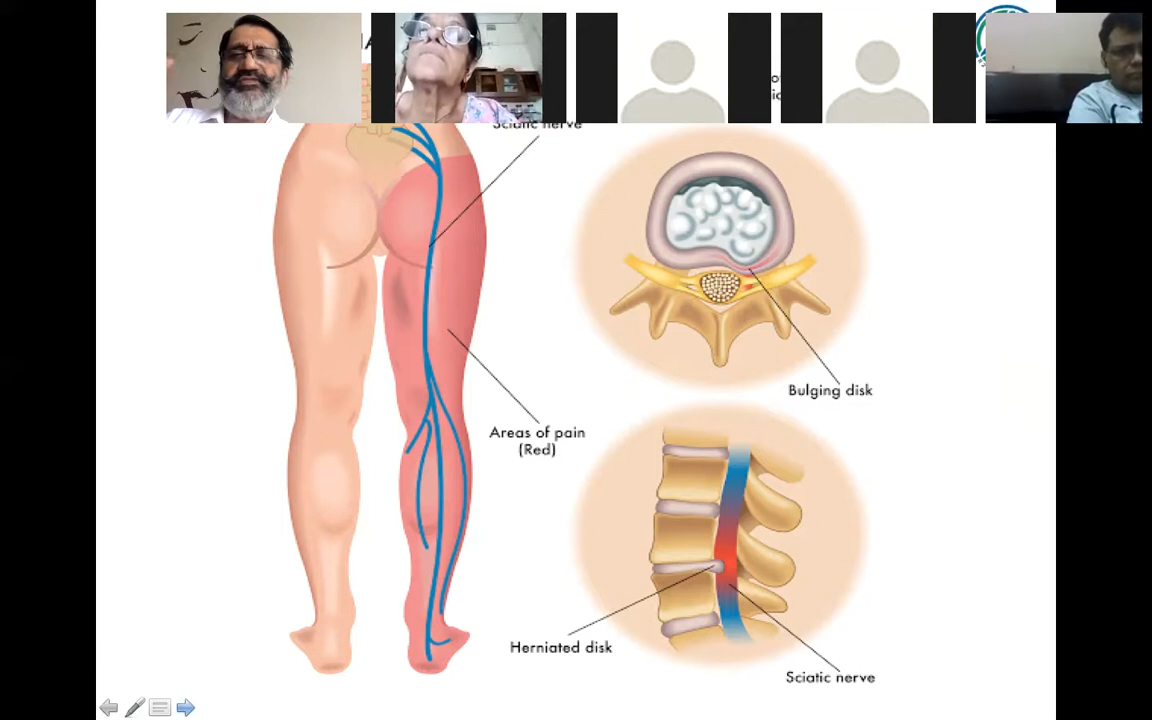 Sciatic nerve
Bulging disk
Areas of pain
(Red)
Herniated disk
Sciatic nerve